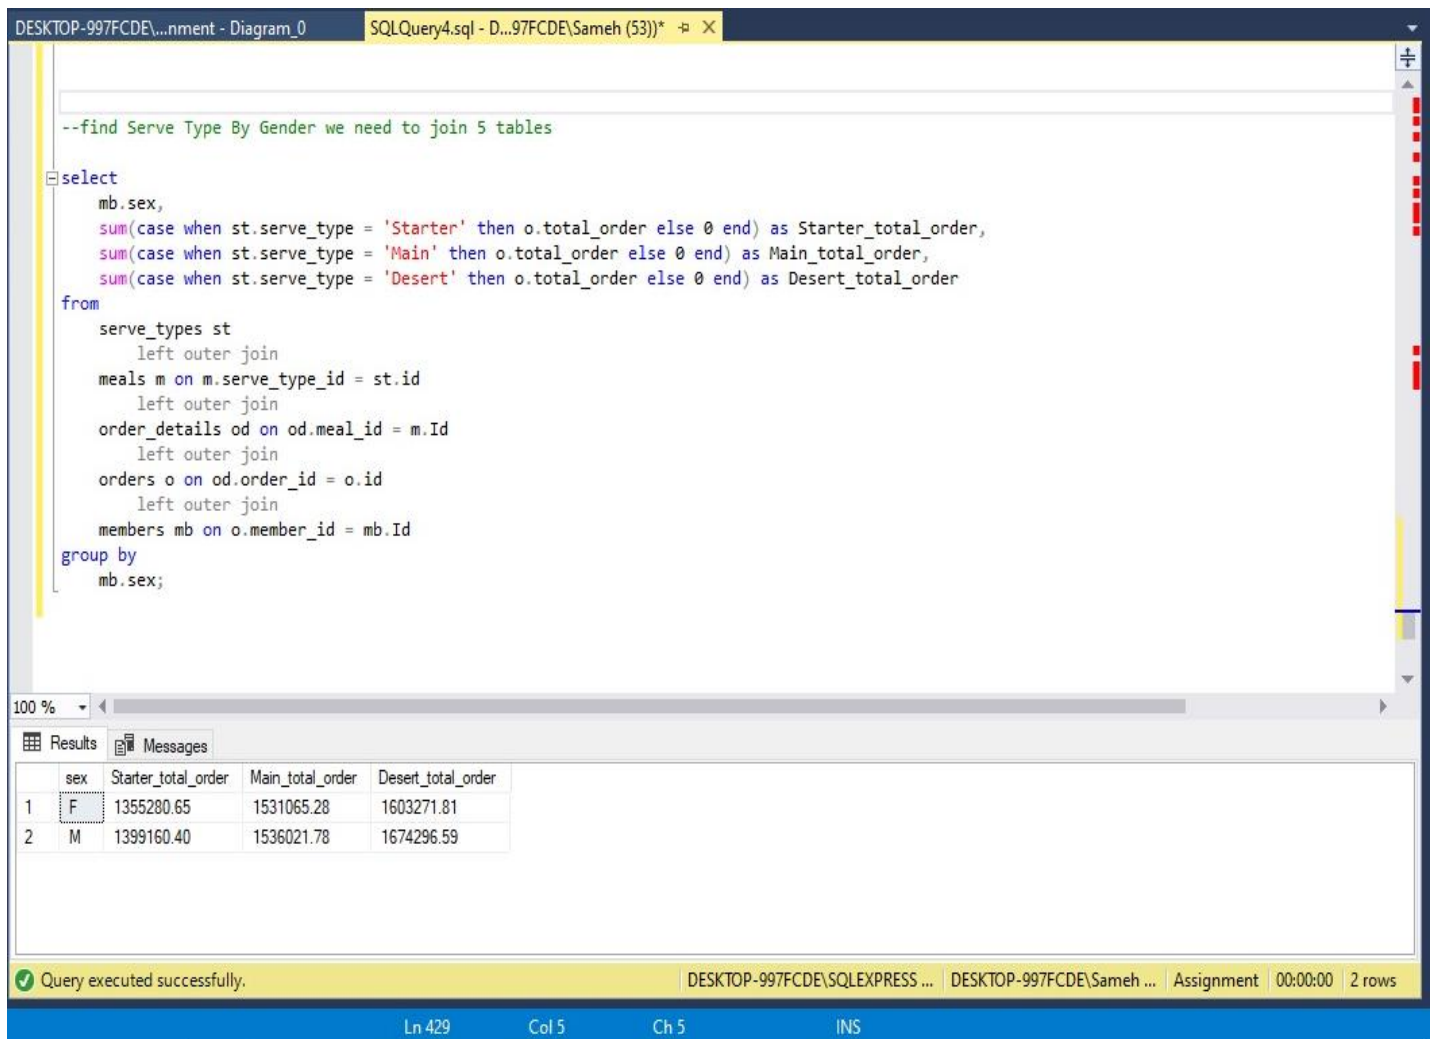 DESKTOP-997FCDE\...nment - Diagram_0 SQLQuery4.sql - D...97FCDE\Sameh (53))*
--find Serve Type By Gender we need to join 5 tables
select
mb.sex,
sum(case when st.serve_type = 'Starter' then o.total_order else 0 end) as Starter_total_order,
sum(case when st.serve_type = 'Main' then o.total_order else 0 end) as Main_total_order,
sum(case when st.serve_type = 'Desert' then o.total_order else 0 end) as Desert_total_order
from
serve_types st
left outer join
meals m on m.serve_type_id = st.id
left outer join
order_details od on od.meal_id = m.Id
left outer join
orders o on od.order_id = o.id
left outer join
members mb on o.member_id = mb.Id
group by
mb.sex;
100 %
Results Messages
sex Starter_total_order Main_total_order Desert_total_order
1 F 1355280.65 1531065.28 1603271.81
2 M 1399160.40 1536021.78 1674296.59
Query executed successfully. DESKTOP-997FCDE\SQLEXPRESS ... DESKTOP-997FCDE\Sameh ... Assignment 00:00:00 2 rows
Ln 429 Col 5 Ch 5 INS